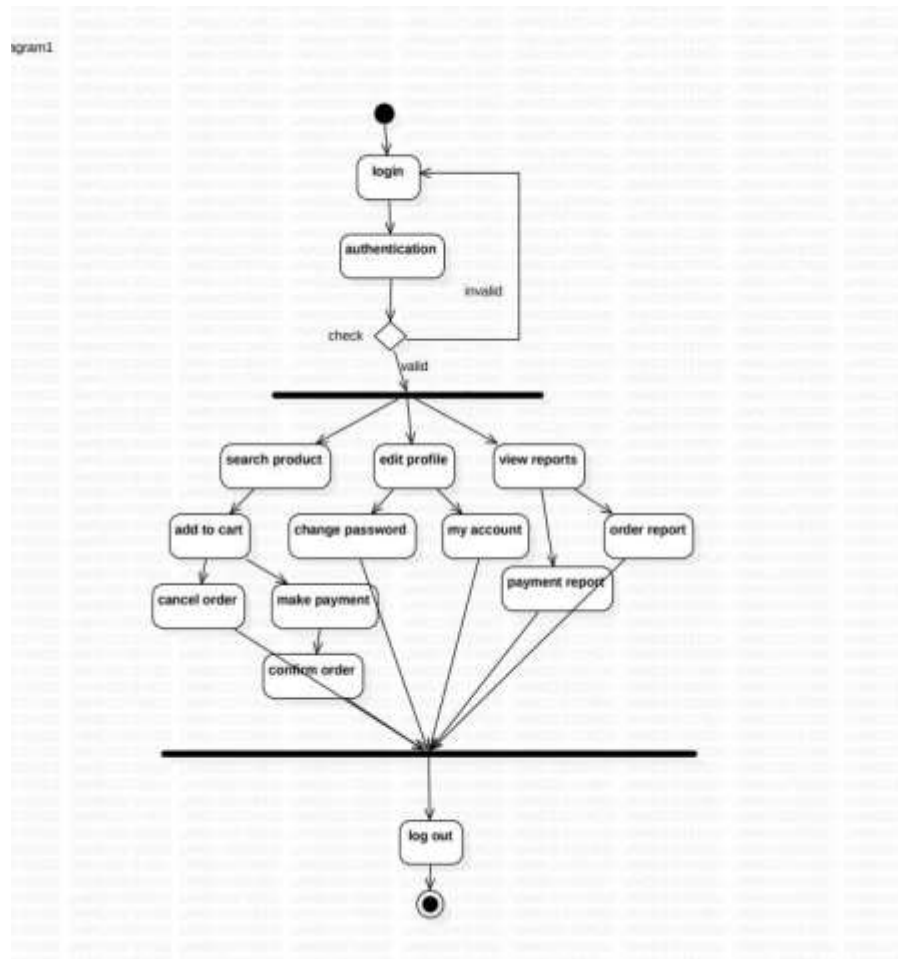 agram1
login
authentication
invalid
check
valid
search product
edit profile
view reports
add to cart
change password
my account
order report
payment report
cancel order
make payment
confirm order
log out